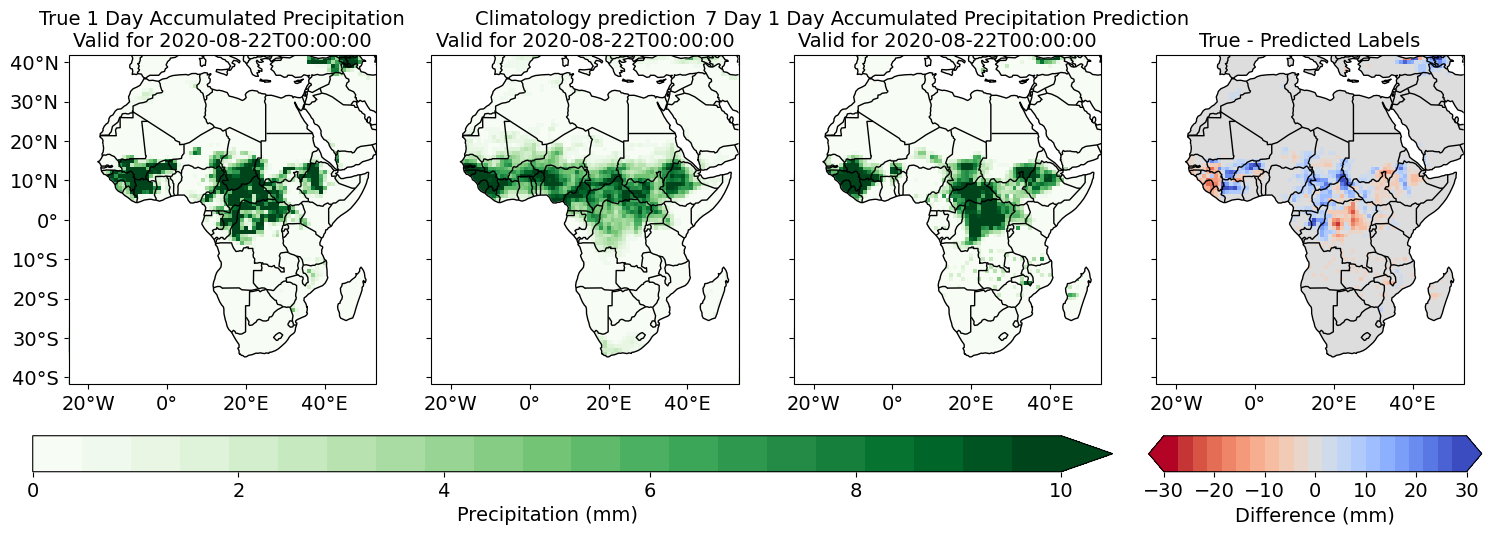 True 1 Day Accumulated Precipitation
Valid for 2020-08-22T00:00:00
Climatology prediction
Valid for 2020-08-22T00:00:00
7 Day 1 Day Accumulated Precipitation Prediction
Valid for 2020-08-22T00:00:00
True - Predicted Labels
40°N
30°N
20°N
10°N
0°
10°S
20°S
30°S
40°S
20°W 0° 20°E 40°E
20°W 0° 20°E 40°E
20°W 0° 20°E 40°E
20°W 0° 20°E 40°E
0 2 4 6 8 10
Precipitation (mm)
−30 −20 −10 0 10 20 30
Difference (mm)